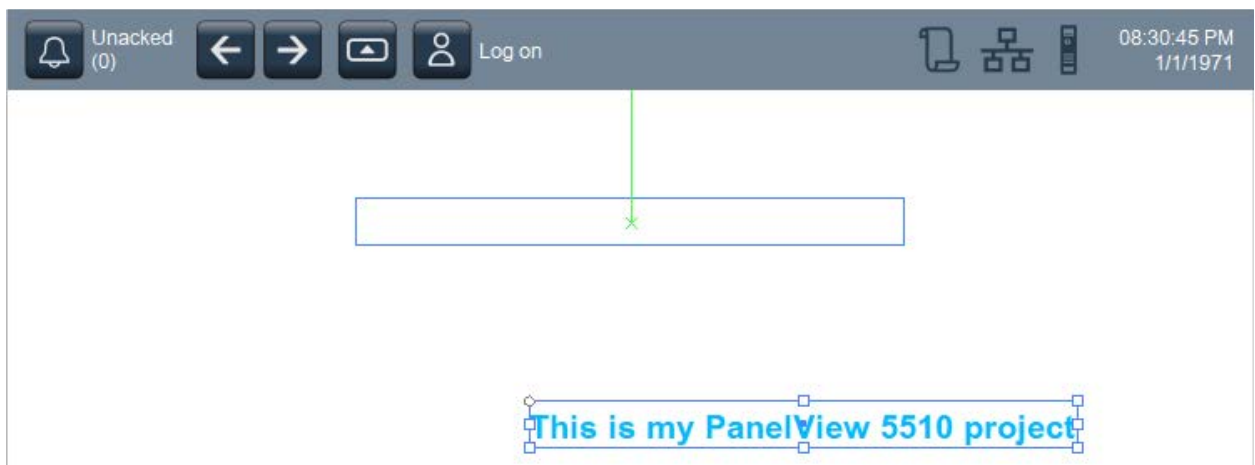 Unacked
(0)
Log on
08:30:45 PM
1/1/1971
This is my PanelView 5510 project